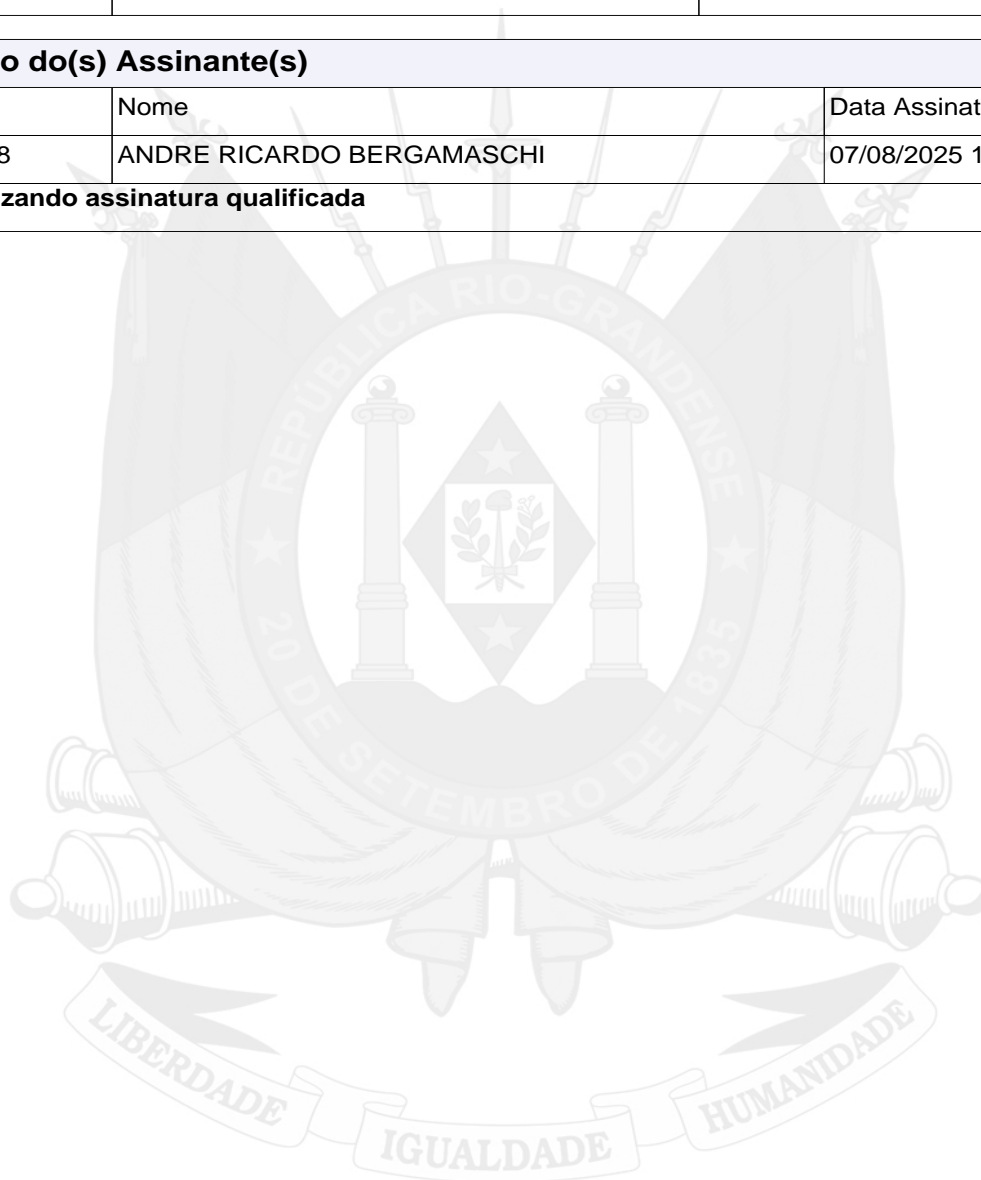 o do(s) Assinante(s)
Nome Data Assinat
8 ANDRE RICARDO BERGAMASCHI 07/08/2025 1
zando assinatura qualificada
REPÚBLICA RIO-GRANDENSE
20 DE SETEMBRO DE 1835
LIBERDADE IGUALDADE HUMANIDADE